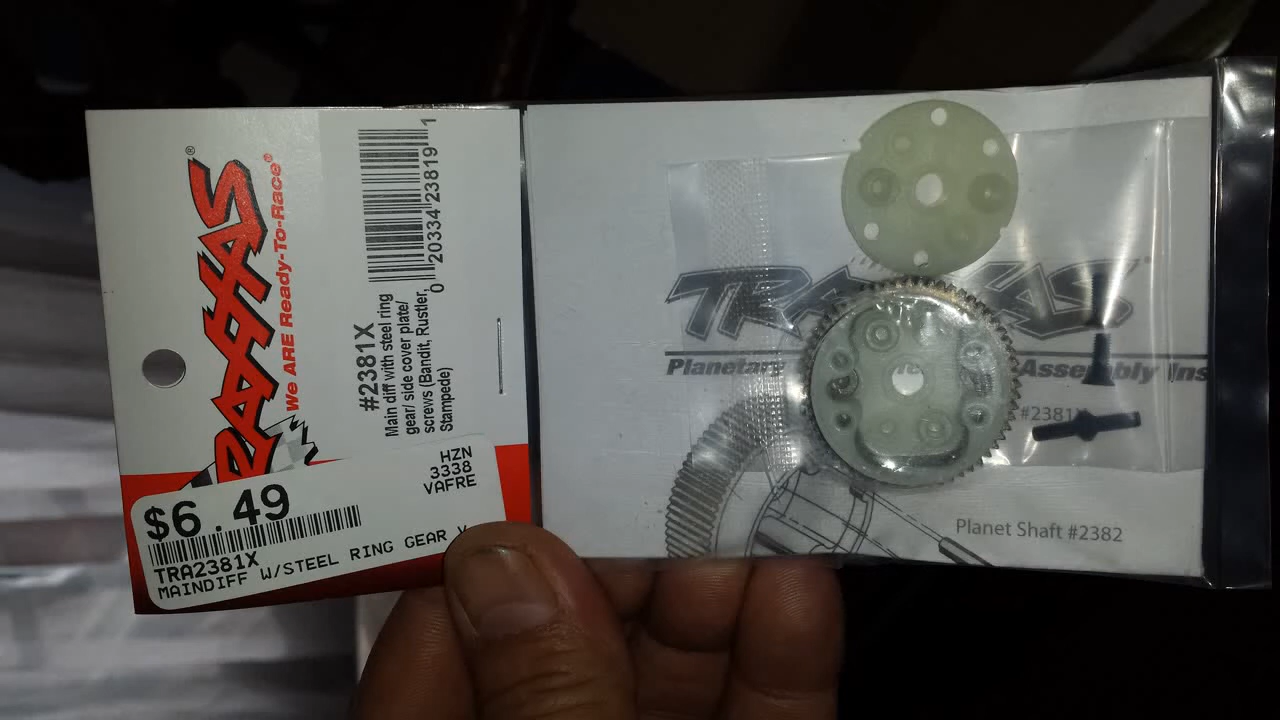 TRAXXAS®
We ARE Ready-To-Race®
#2381X
Main diff with steel ring
gear/ side cover plate/
screws (Bandit, Rustler,
Stampede)
0 20334 23819 1
HZN
3338
VAFRE
$6.49
TRA2381X
MAINDIFF W/STEEL RING GEAR
TRAXXAS
Assembly Ins
#2381
Planet Shaft #2382